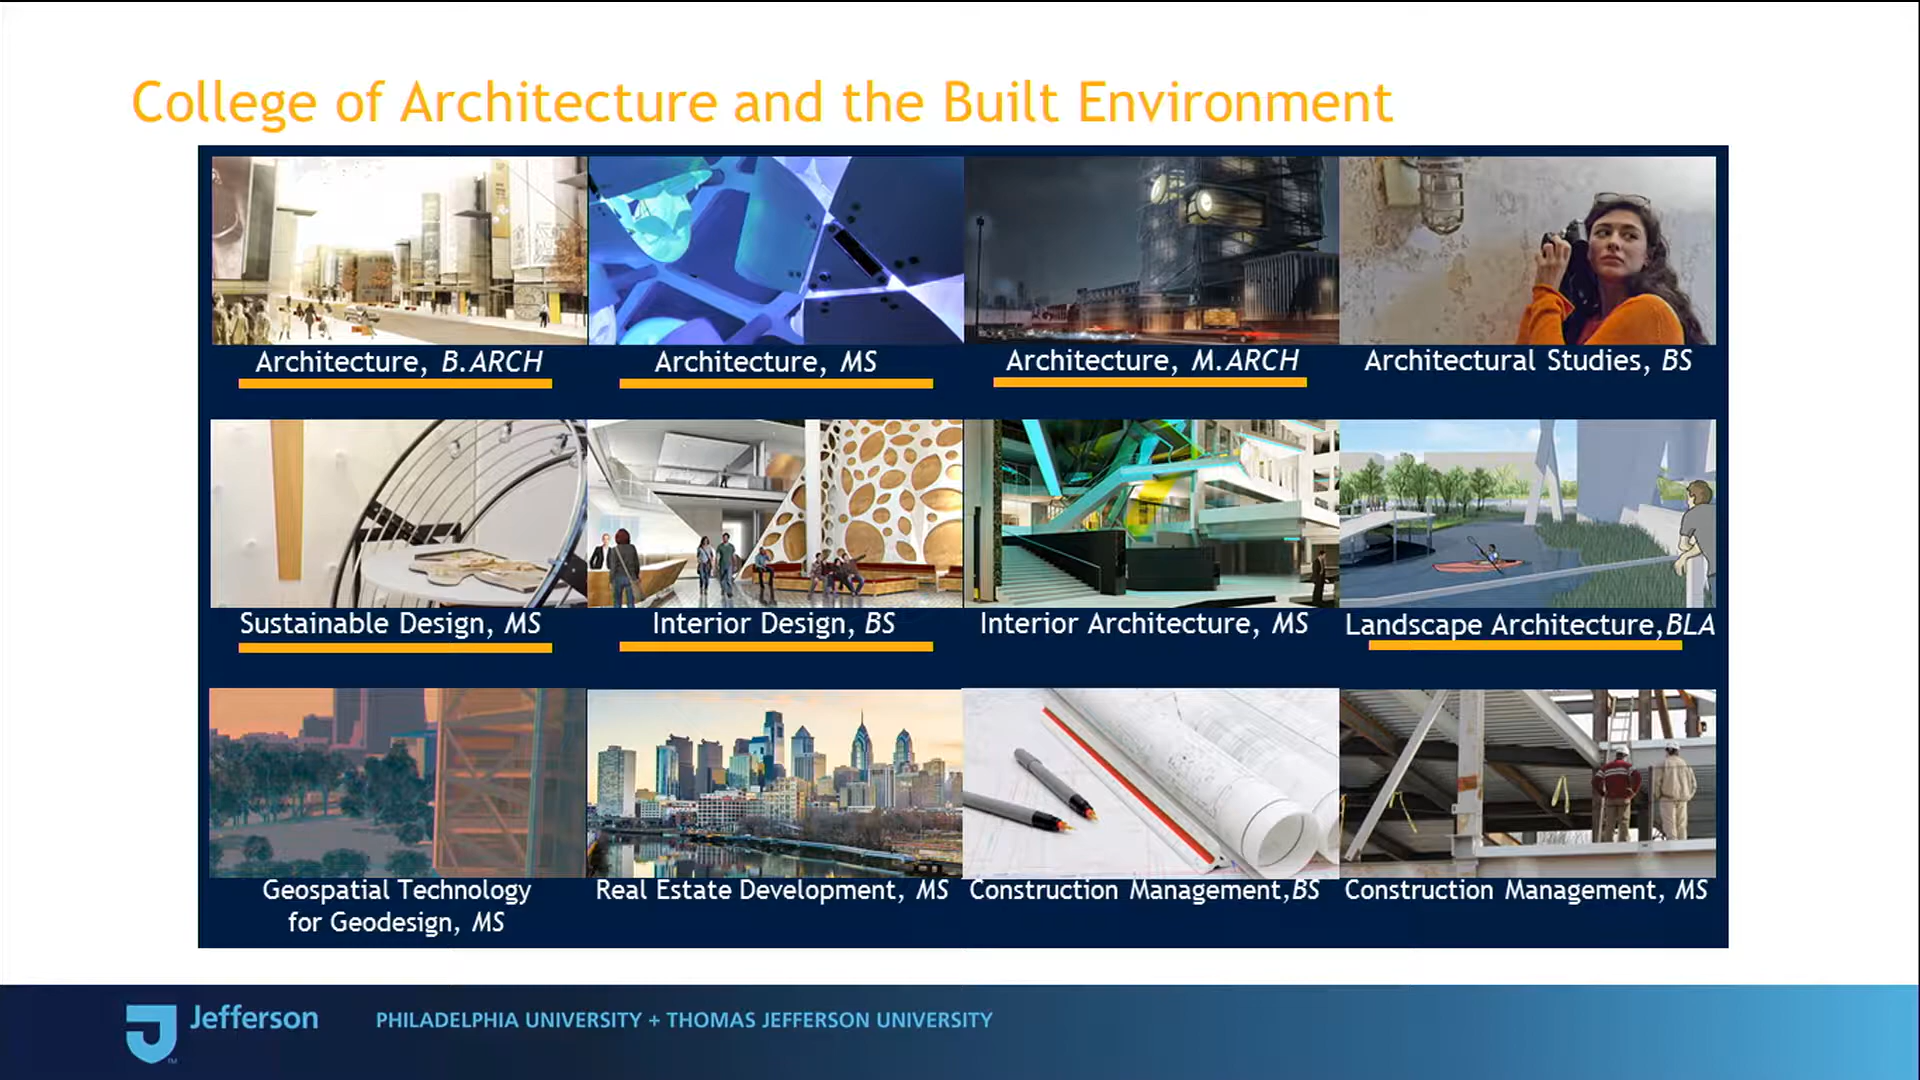 College of Architecture and the Built Environment
Architecture, B.ARCH
Architecture, MS
Architecture, M.ARCH
Architectural Studies, BS
Sustainable Design, MS
Interior Design, BS
Interior Architecture, MS
Landscape Architecture,BLA
Geospatial Technology
for Geodesign, MS
Real Estate Development, MS
Construction Management,BS
Construction Management, MS
Jefferson
PHILADELPHIA UNIVERSITY + THOMAS JEFFERSON UNIVERSITY
TM